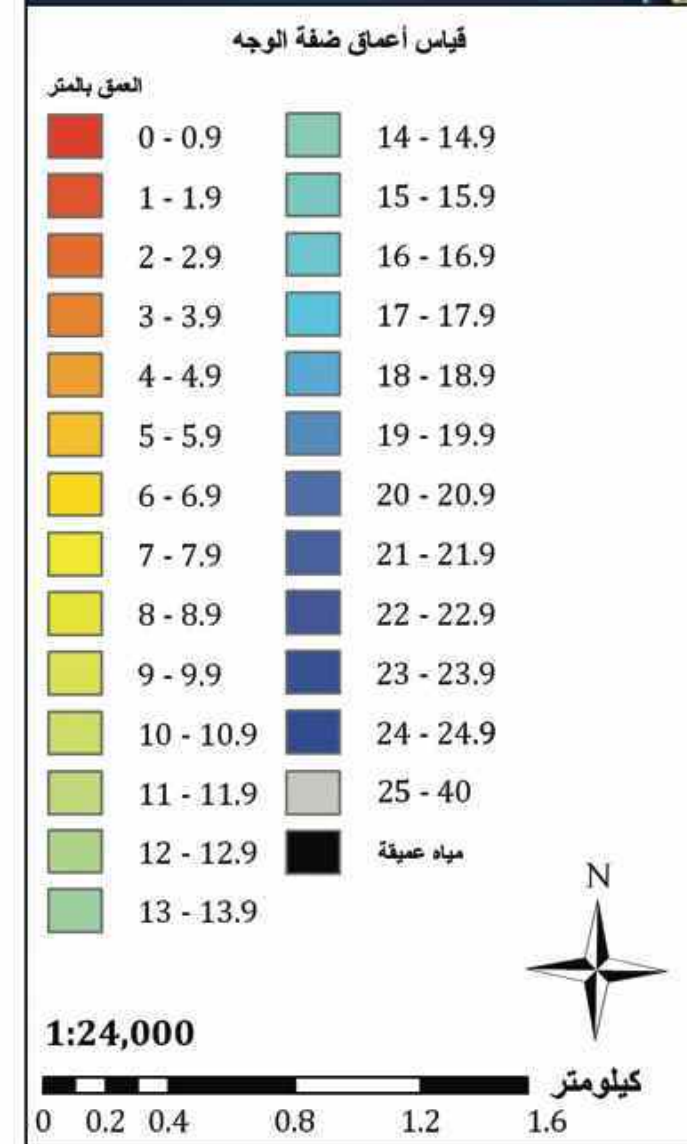 قياس أعماق ضفة الوجه
العمق بالمتر
0 - 0.9
1 - 1.9
2 - 2.9
3 - 3.9
4 - 4.9
5 - 5.9
6 - 6.9
7 - 7.9
8 - 8.9
9 - 9.9
10 - 10.9
11 - 11.9
12 - 12.9
13 - 13.9
14 - 14.9
15 - 15.9
16 - 16.9
17 - 17.9
18 - 18.9
19 - 19.9
20 - 20.9
21 - 21.9
22 - 22.9
23 - 23.9
24 - 24.9
25 - 40
مياه عميقة
N
1:24,000
كيلومتر
0 0.2 0.4 0.8 1.2 1.6